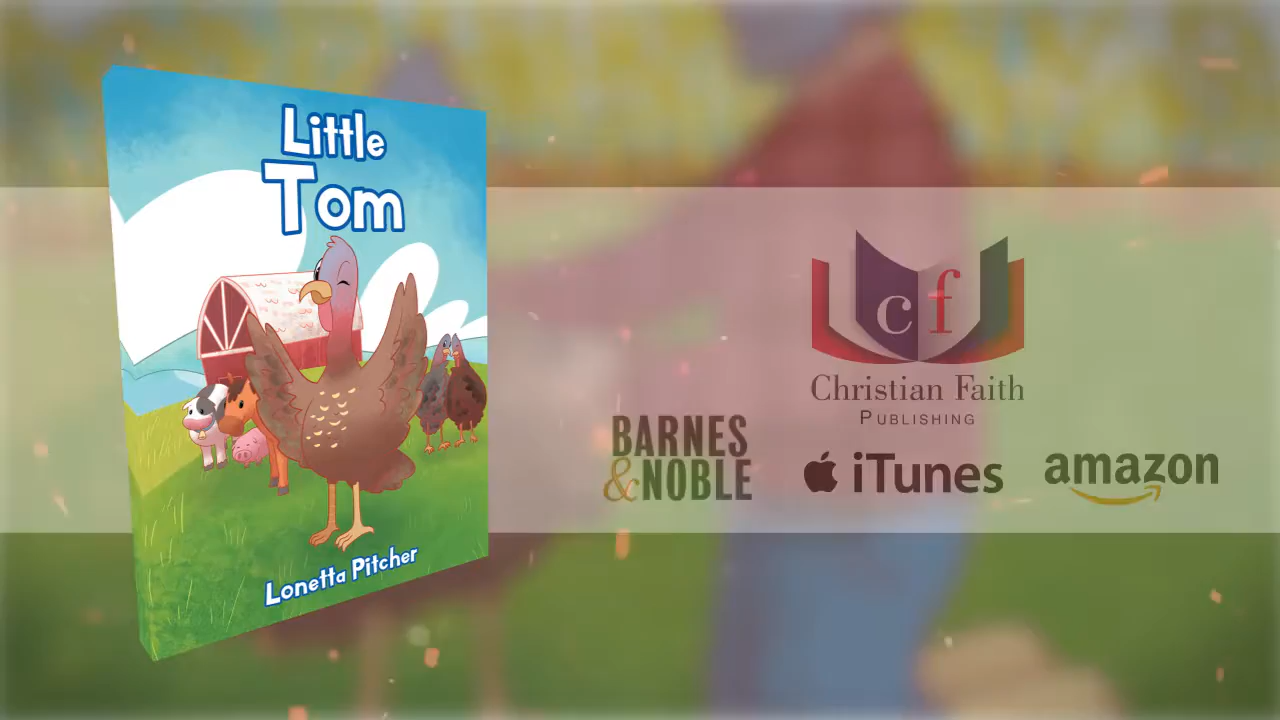 Little
Tom
Lonetta Pitcher
cf
Christian Faith
PUBLISHING
BARNES
&NOBLE
iTunes
amazon